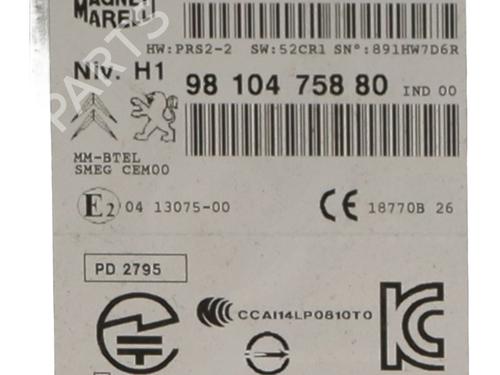 MAGNETI
MARELLI
HW:PRS2-2 SW:52CR1 SN°:891HW7D6R
Niv. H1
98 104 758 80 IND 00
MM-BTEL
SMEG CEM00
E2 04 13075-00
CE 18770B 26
PD 2795
CCAI14LP0810T0
KC
PARTS